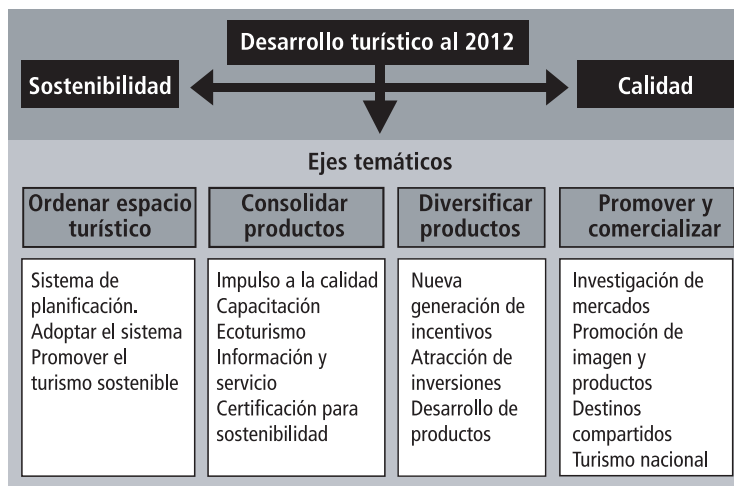 Desarrollo turístico al 2012
Sostenibilidad
Calidad
Ejes temáticos
Ordenar espacio
turístico
Sistema de
planificación.
Adoptar el sistema
Promover el
turismo sostenible
Consolidar
productos
Impulso a la calidad
Capacitación
Ecoturismo
Información y
servicio
Certificación para
sostenibilidad
Diversificar
productos
Nueva
generación de
incentivos
Atracción de
inversiones
Desarrollo de
productos
Promover y
comercializar
Investigación de
mercados
Promoción de
imagen y
productos
Destinos
compartidos
Turismo nacional